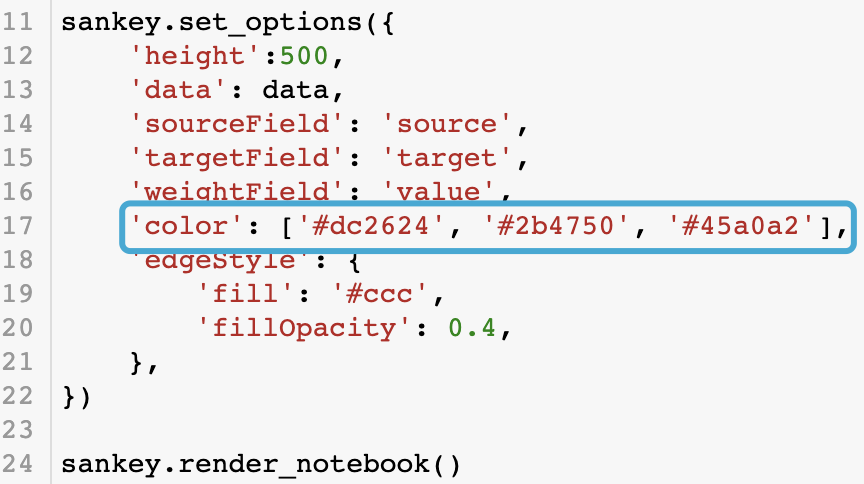 11 sankey.set_options({
12     'height':500,
13     'data': data,
14     'sourceField': 'source',
15     'targetField': 'target',
16     'weightField': 'value',
17     'color': ['#dc2624', '#2b4750', '#45a0a2'],
18     'edgeStyle': {
19         'fill': '#ccc',
20         'fillOpacity': 0.4,
21     },
22 })
23
24 sankey.render_notebook()